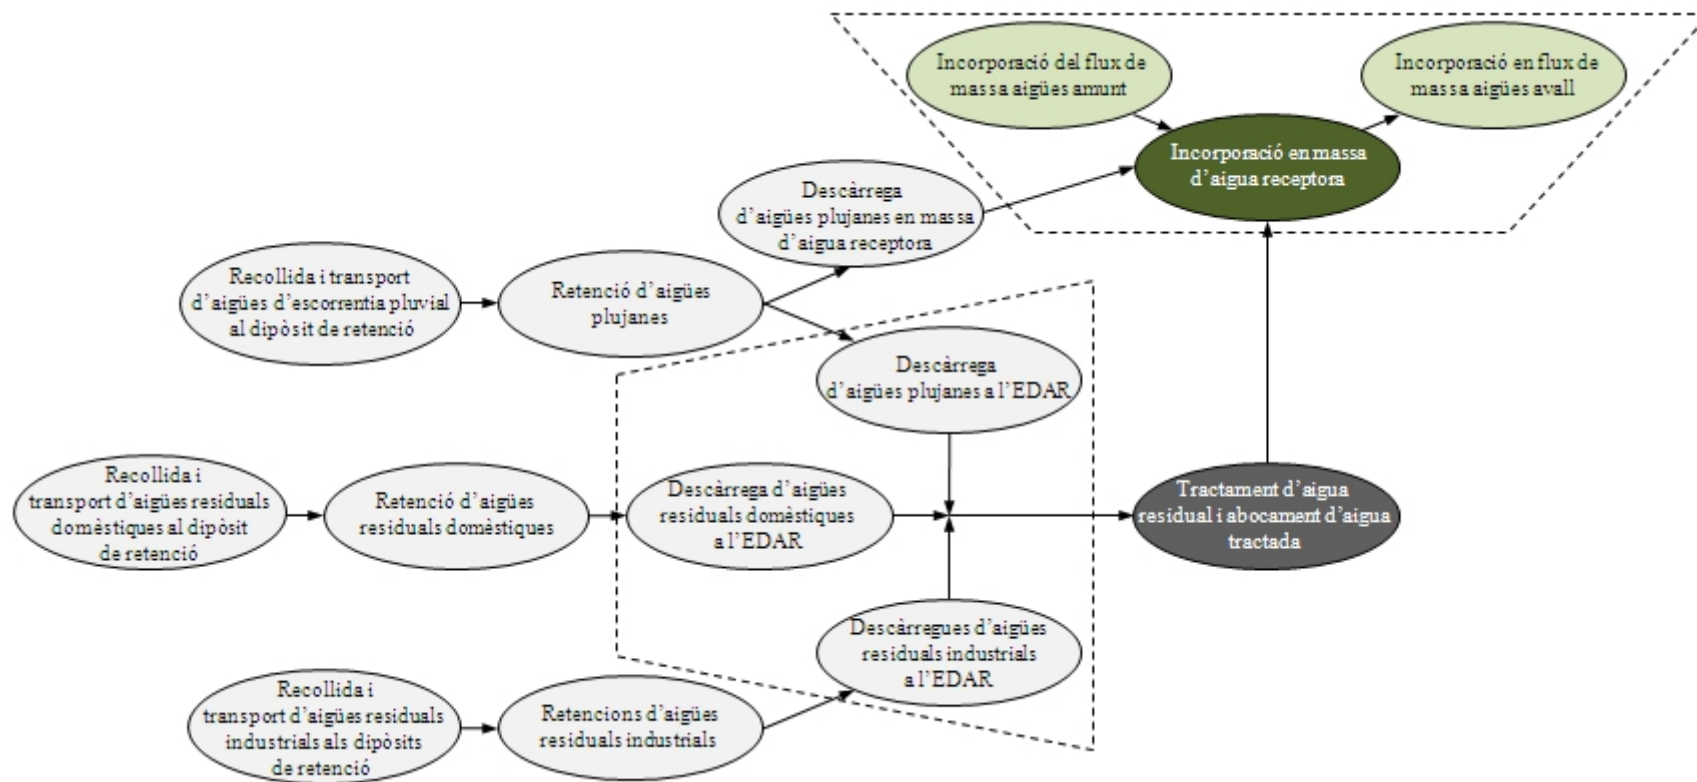 Incorporació del flux de
massa aigües amunt
Incorporació en flux de
massa aigües avall
Incorporació en massa
d’aigua receptora
Descàrrega
d’aigües plujanes en massa
d’aigua receptora
Recollida i transport
d’aigües d’escorrentia pluvial
al dipòsit de retenció
Retenció d’aigües
plujanes
Descàrrega
d’aigües plujanes a l’EDAR
Recollida i
transport d’aigües residuals
domèstiques al dipòsit
de retenció
Retenció d’aigües
residuals domèstiques
Descàrrega d’aigües
residuals domèstiques
a l’EDAR
Tractament d’aigua
residual i abocament d’aigua
tractada
Descàrregues d’aigües
residuals industrials
a l’EDAR
Recollida i
transport d’aigües residuals
industrials als dipòsits
de retenció
Retencions d’aigües
residuals industrials